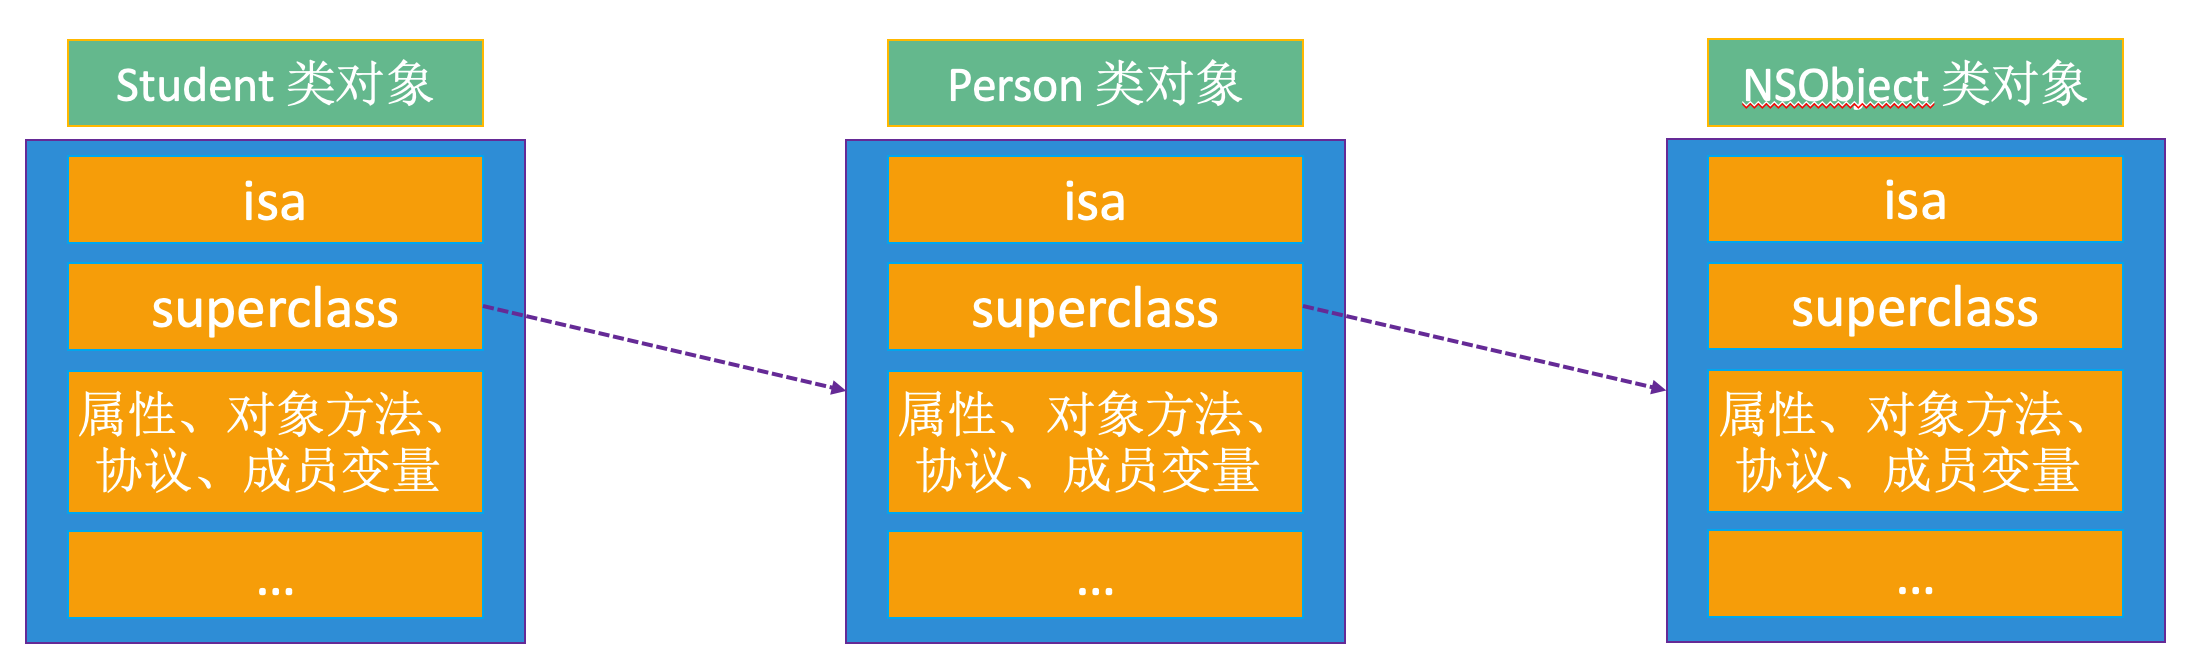 Student 类对象
isa
superclass
属性、对象方法、
协议、成员变量
...
Person 类对象
isa
superclass
属性、对象方法、
协议、成员变量
...
NSObject 类对象
isa
superclass
属性、对象方法、
协议、成员变量
...